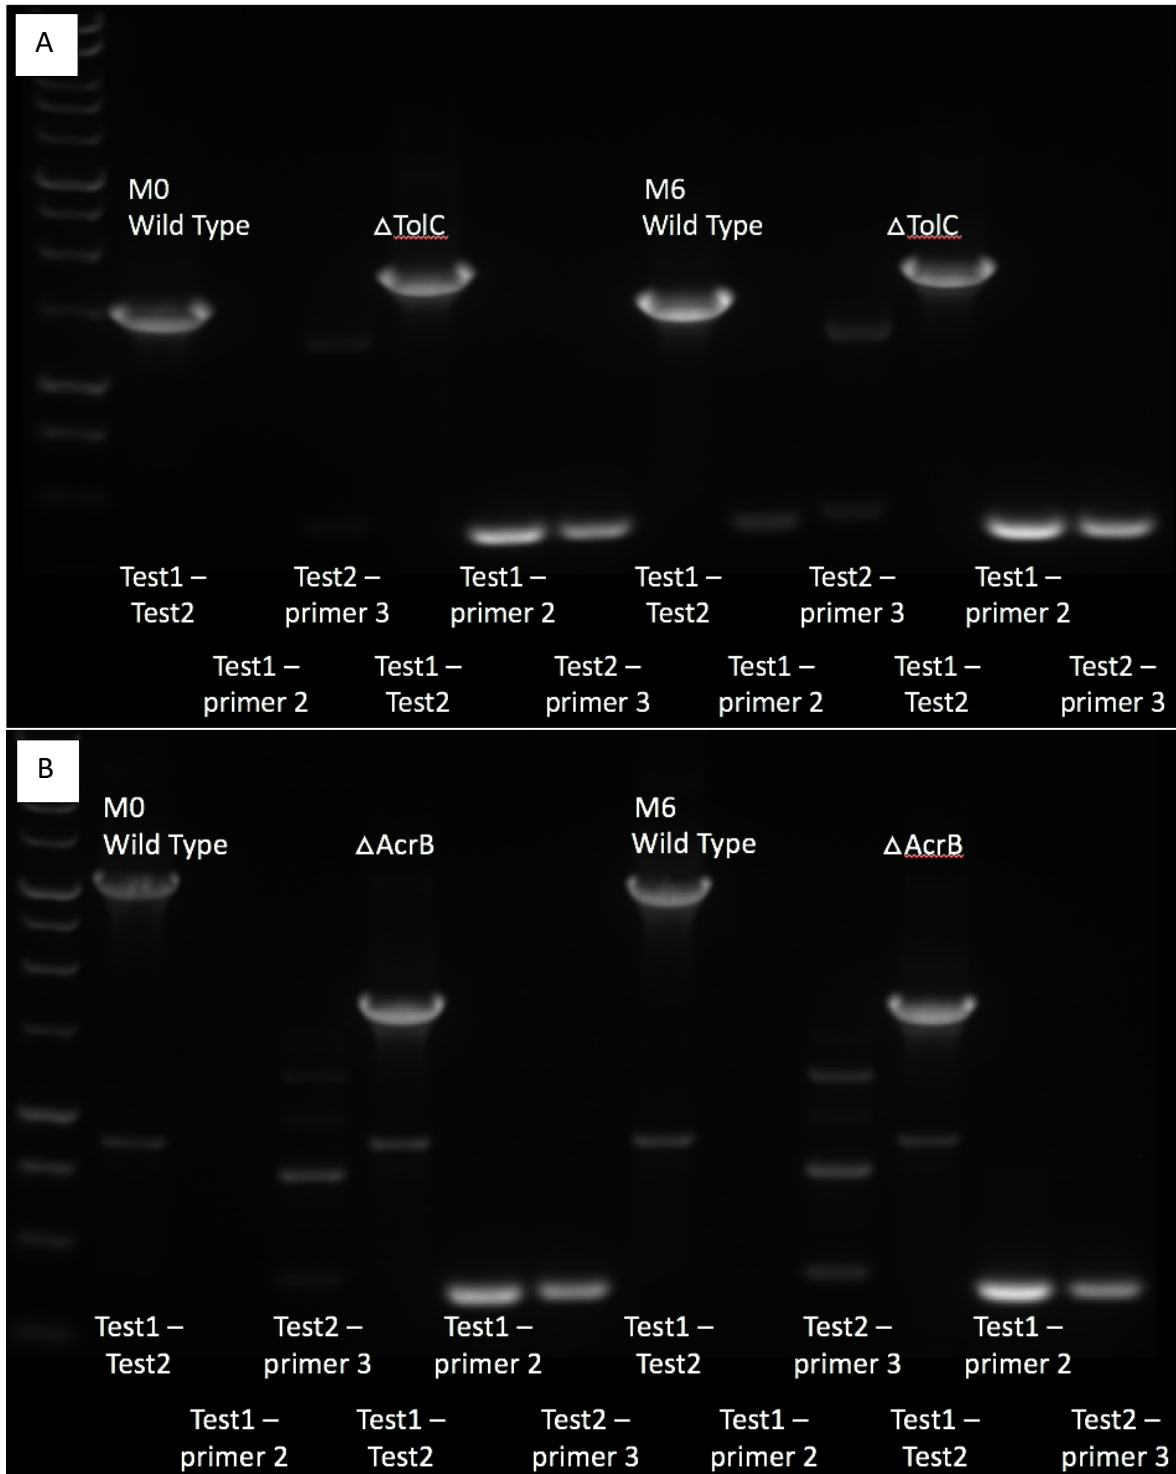 A
M0
Wild Type
△TolC
M6
Wild Type
△TolC
Test1 –
Test2
Test2 –
primer 3
Test1 –
primer 2
Test1 –
Test2
Test2 –
primer 3
Test1 –
primer 2
Test1 –
primer 2
Test1 –
Test2
Test2 –
primer 3
Test1 –
primer 2
Test1 –
Test2
Test2 –
primer 3
B
M0
Wild Type
△AcrB
M6
Wild Type
△AcrB
Test1 –
Test2
Test2 –
primer 3
Test1 –
primer 2
Test1 –
Test2
Test2 –
primer 3
Test1 –
primer 2
Test1 –
primer 2
Test1 –
Test2
Test2 –
primer 3
Test1 –
primer 2
Test1 –
Test2
Test2 –
primer 3